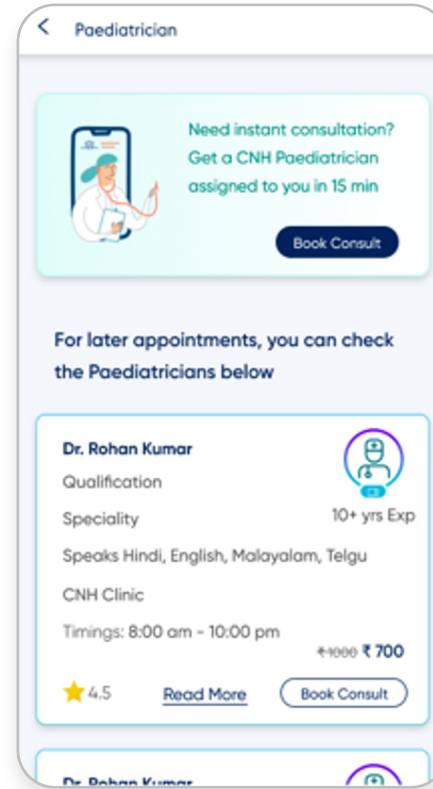 Paediatrician
Need instant consultation?
Get a CNH Paediatrician
assigned to you in 15 min
Book Consult
For later appointments, you can check
the Paediatricians below
Dr. Rohan Kumar
Qualification
Speciality
10+ yrs Exp
Speaks Hindi, English, Malayalam, Telgu
CNH Clinic
Timings: 8:00 am - 10:00 pm
₹1000 ₹700
4.5 Read More Book Consult
Dr. Rohan Kumar